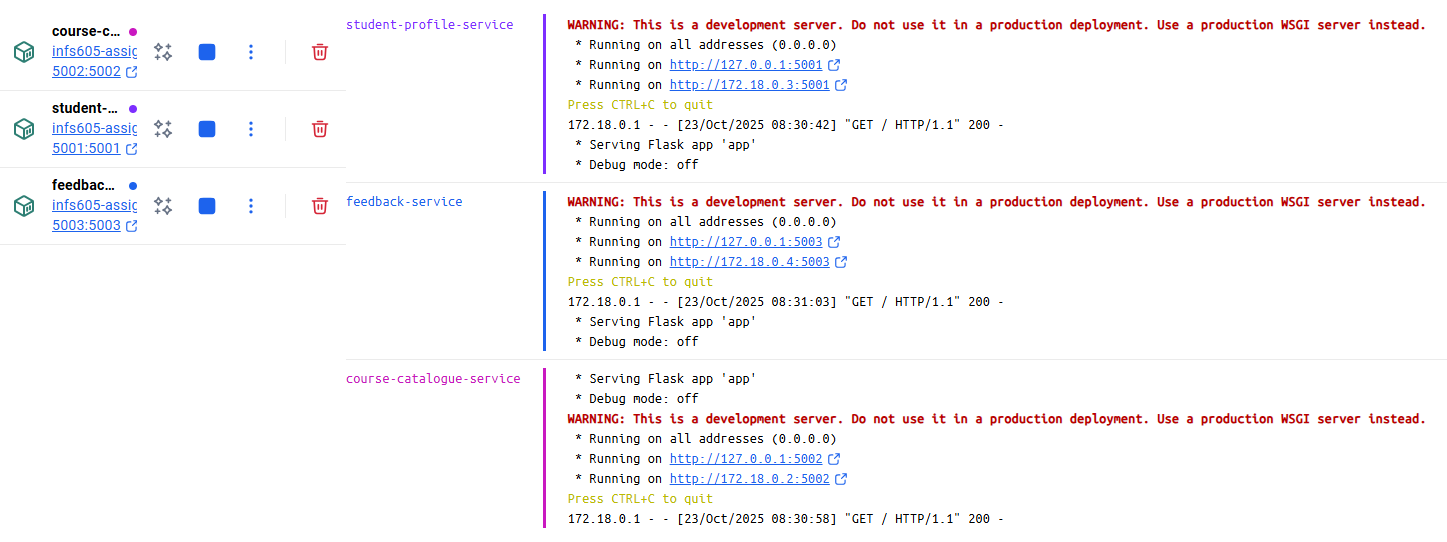 course-c...
infs605-assig
5002:5002
student-...
infs605-assig
5001:5001
feedbac...
infs605-assig
5003:5003
student-profile-service
WARNING: This is a development server. Do not use it in a production deployment. Use a production WSGI server instead.
* Running on all addresses (0.0.0.0)
* Running on http://127.0.0.1:5001
* Running on http://172.18.0.3:5001
Press CTRL+C to quit
172.18.0.1 - - [23/Oct/2025 08:30:42] "GET / HTTP/1.1" 200 -
* Serving Flask app 'app'
* Debug mode: off
feedback-service
WARNING: This is a development server. Do not use it in a production deployment. Use a production WSGI server instead.
* Running on all addresses (0.0.0.0)
* Running on http://127.0.0.1:5003
* Running on http://172.18.0.4:5003
Press CTRL+C to quit
172.18.0.1 - - [23/Oct/2025 08:31:03] "GET / HTTP/1.1" 200 -
* Serving Flask app 'app'
* Debug mode: off
course-catalogue-service
* Serving Flask app 'app'
* Debug mode: off
WARNING: This is a development server. Do not use it in a production deployment. Use a production WSGI server instead.
* Running on all addresses (0.0.0.0)
* Running on http://127.0.0.1:5002
* Running on http://172.18.0.2:5002
Press CTRL+C to quit
172.18.0.1 - - [23/Oct/2025 08:30:58] "GET / HTTP/1.1" 200 -